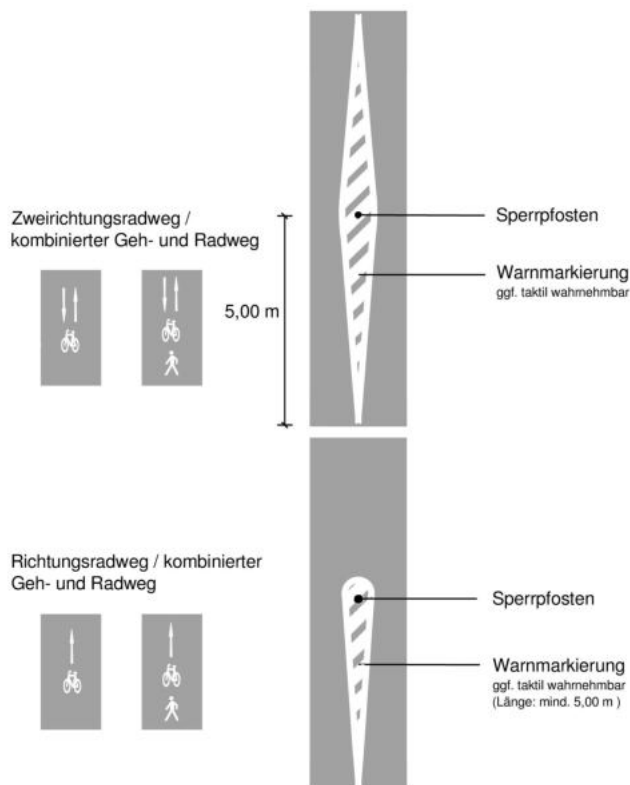 Zweirichtungsradweg /
kombinierter Geh- und Radweg
5,00 m
Sperrpfosten
Warnmarkierung
ggf. taktil wahrnehmbar
Richtungsradweg / kombinierter
Geh- und Radweg
Sperrpfosten
Warnmarkierung
ggf. taktil wahrnehmbar
(Länge: mind. 5,00 m )